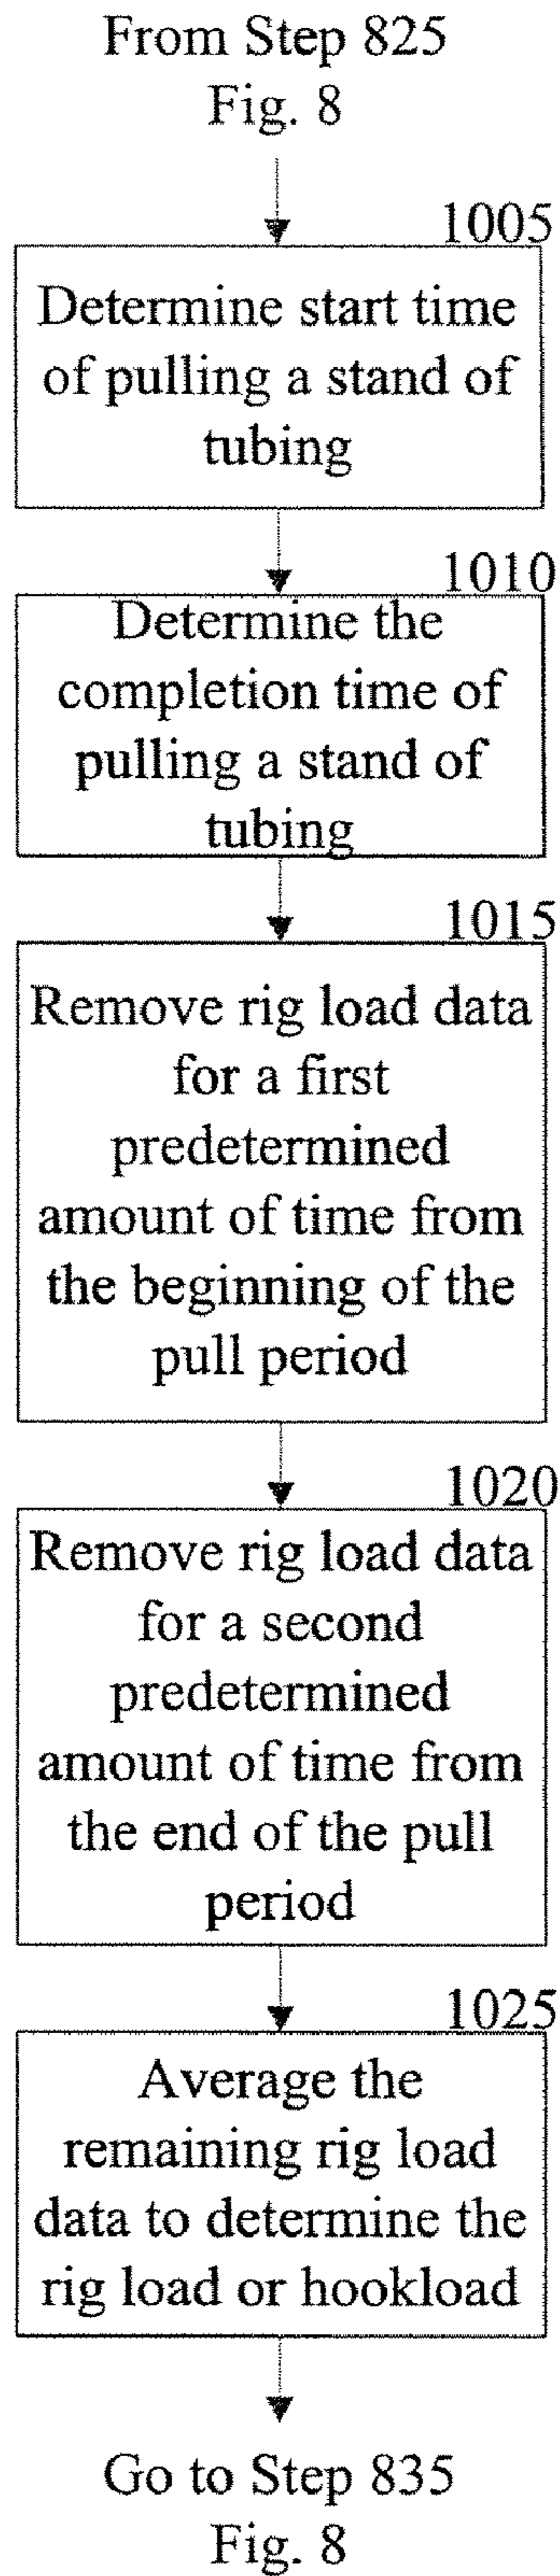 From Step 825
Fig. 8
1005
Determine start time
of pulling a stand of
tubing
1010
Determine the
completion time of
pulling a stand of
tubing
1015
Remove rig load data
for a first
predetermined
amount of time from
the beginning of the
pull period
1020
Remove rig load data
for a second
predetermined
amount of time from
the end of the pull
period
1025
Average the
remaining rig load
data to determine the
rig load or hookload
Go to Step 835
Fig. 8